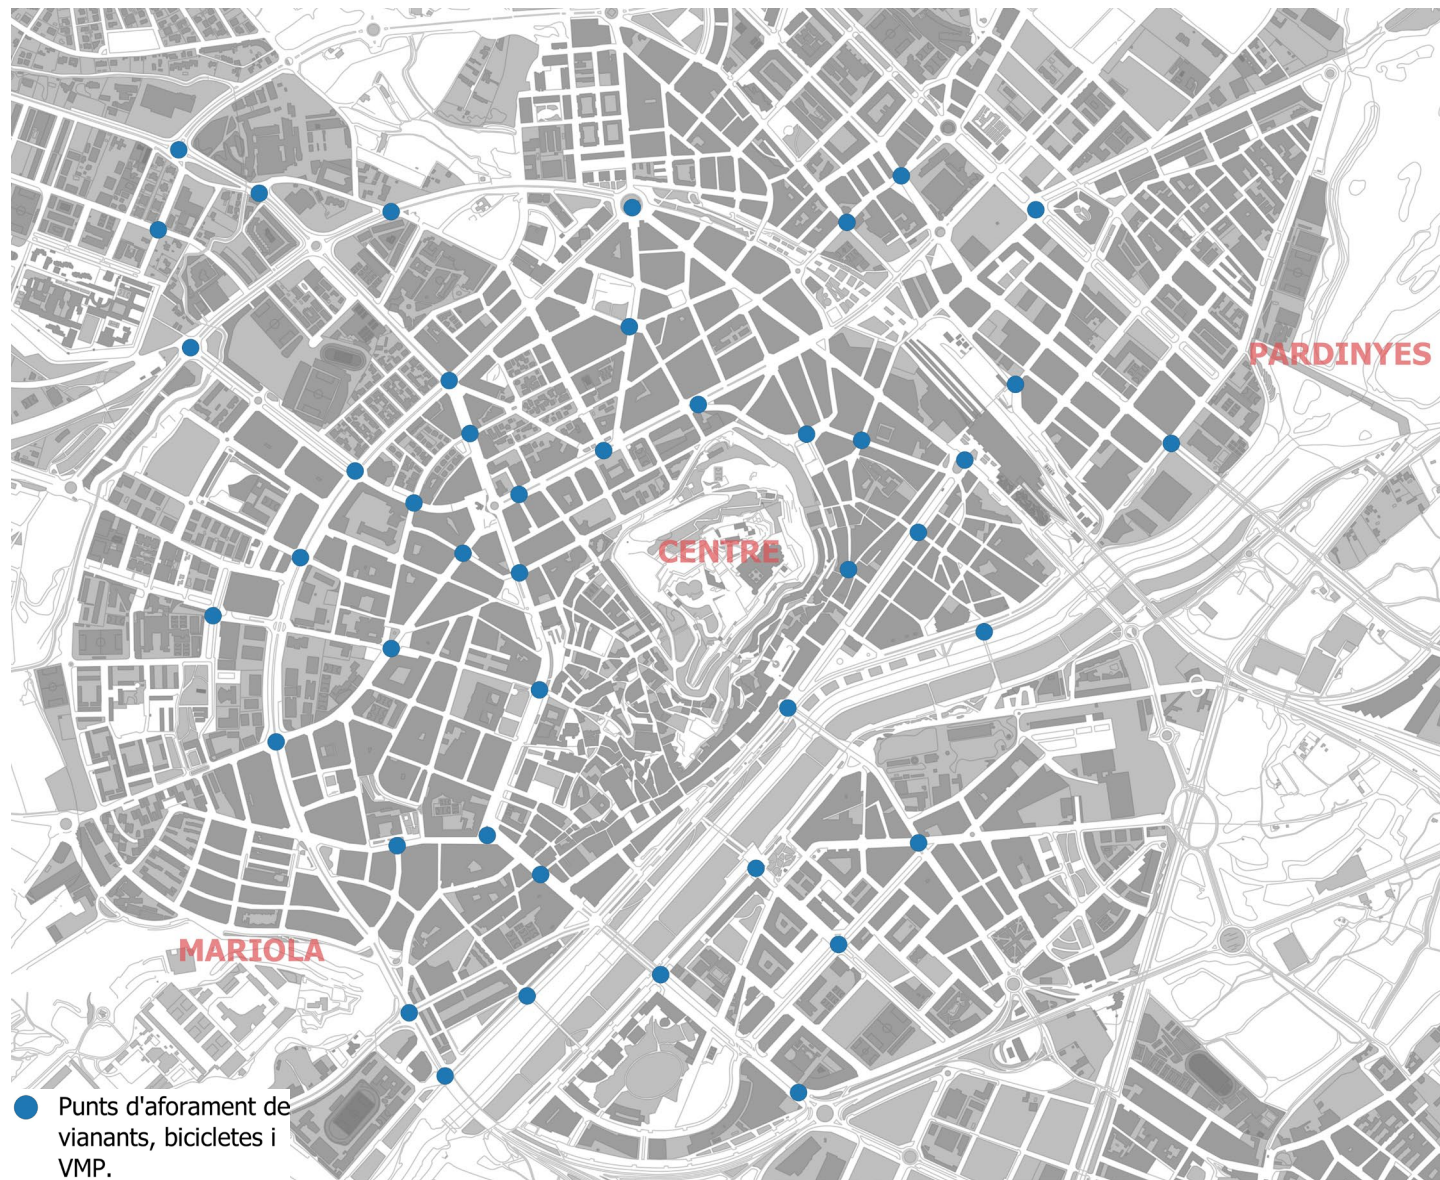 PARDINYES
CENTRE
MARIOLA
Punts d'aforament de
vianants, bicicletes i
VMP.